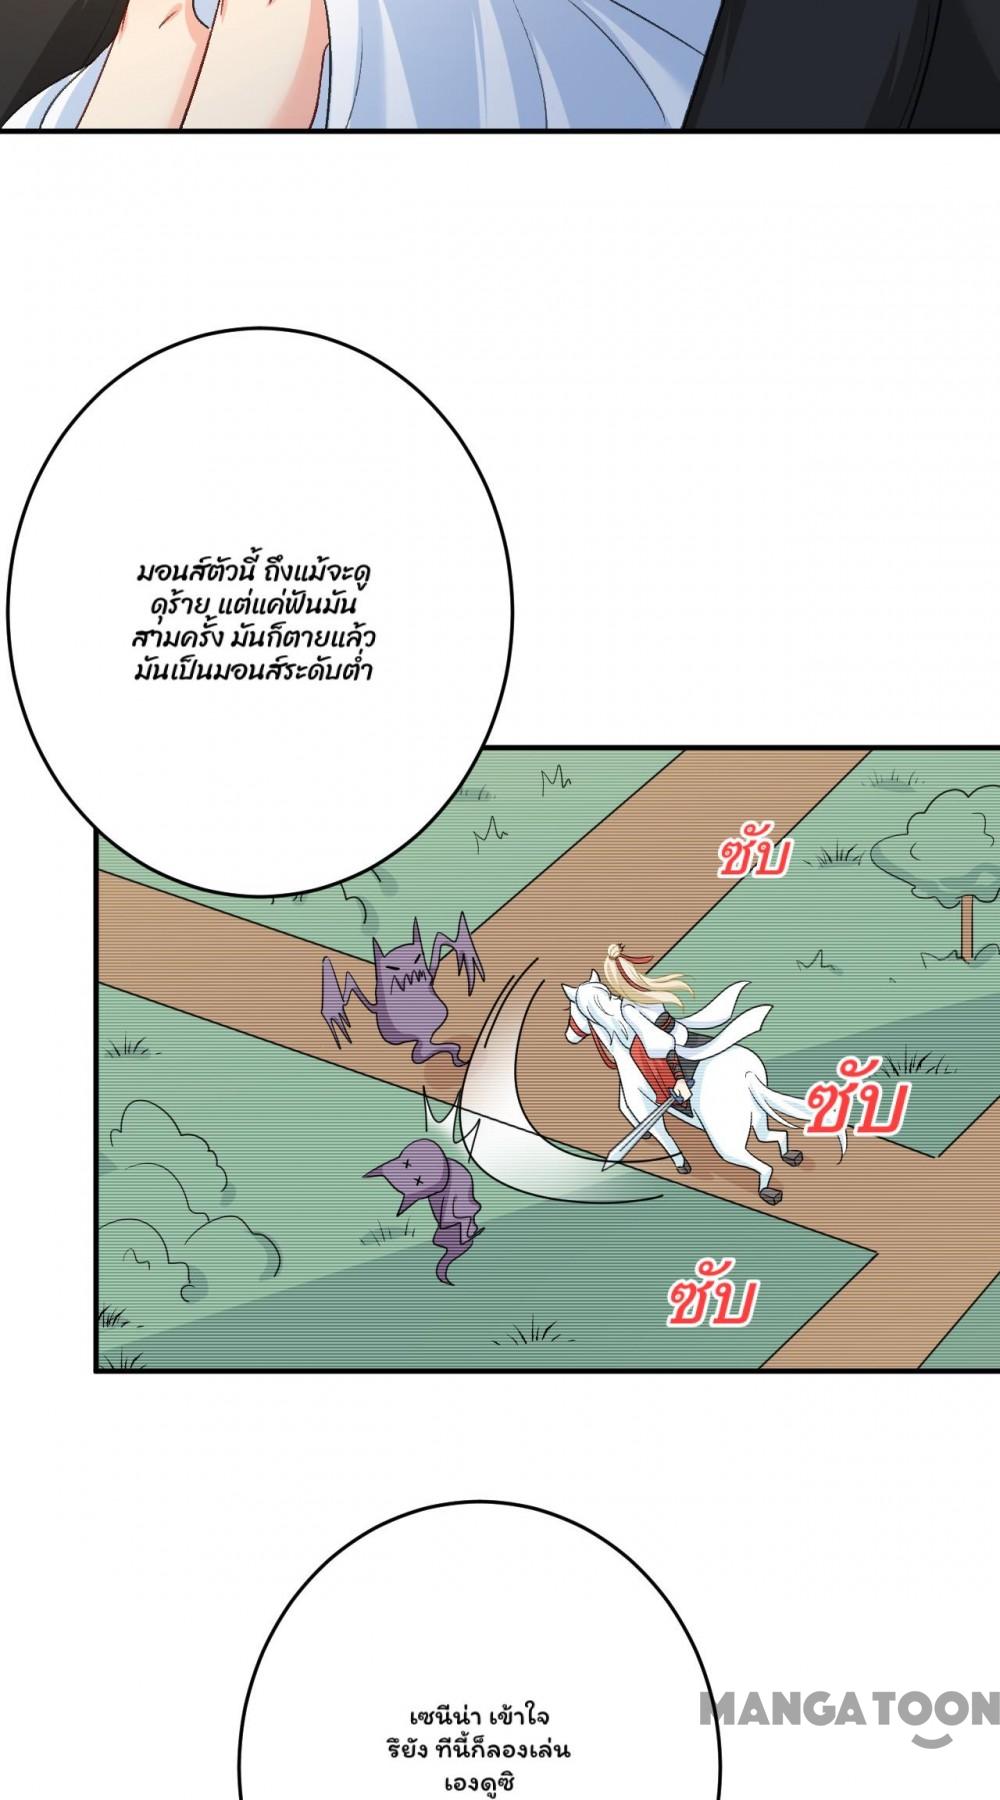 มอนส์ตัวนี้ ถึงแม้จะดู
ดุร้าย แต่แค่ฟันมัน
สามครั้ง มันก็ตายแล้ว
มันเป็นมอนส์ระดับต่ำ
ซับ
ซับ
ซับ
MANGATOON
เซนีน่า เข้าใจ
รึยัง ทีนี้ก็ลองเล่น
เองดูซิ